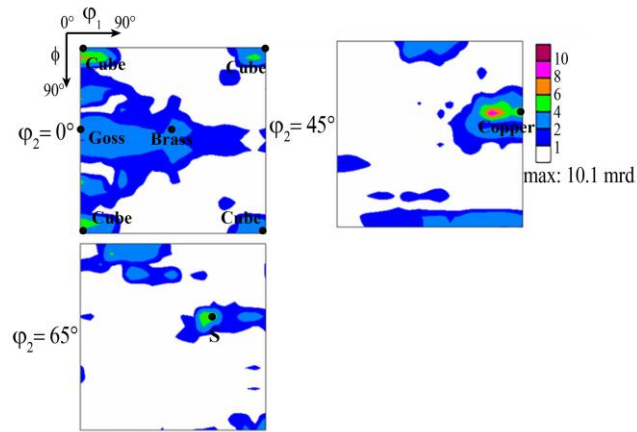 0° φ₁ 90°
ϕ
90°
Cube
Cube
φ₂= 0°
Goss
Brass
Cube
Cube
φ₂= 45°
Copper
10
8
6
4
2
1
max: 10.1 mrd
φ₂= 65°
S